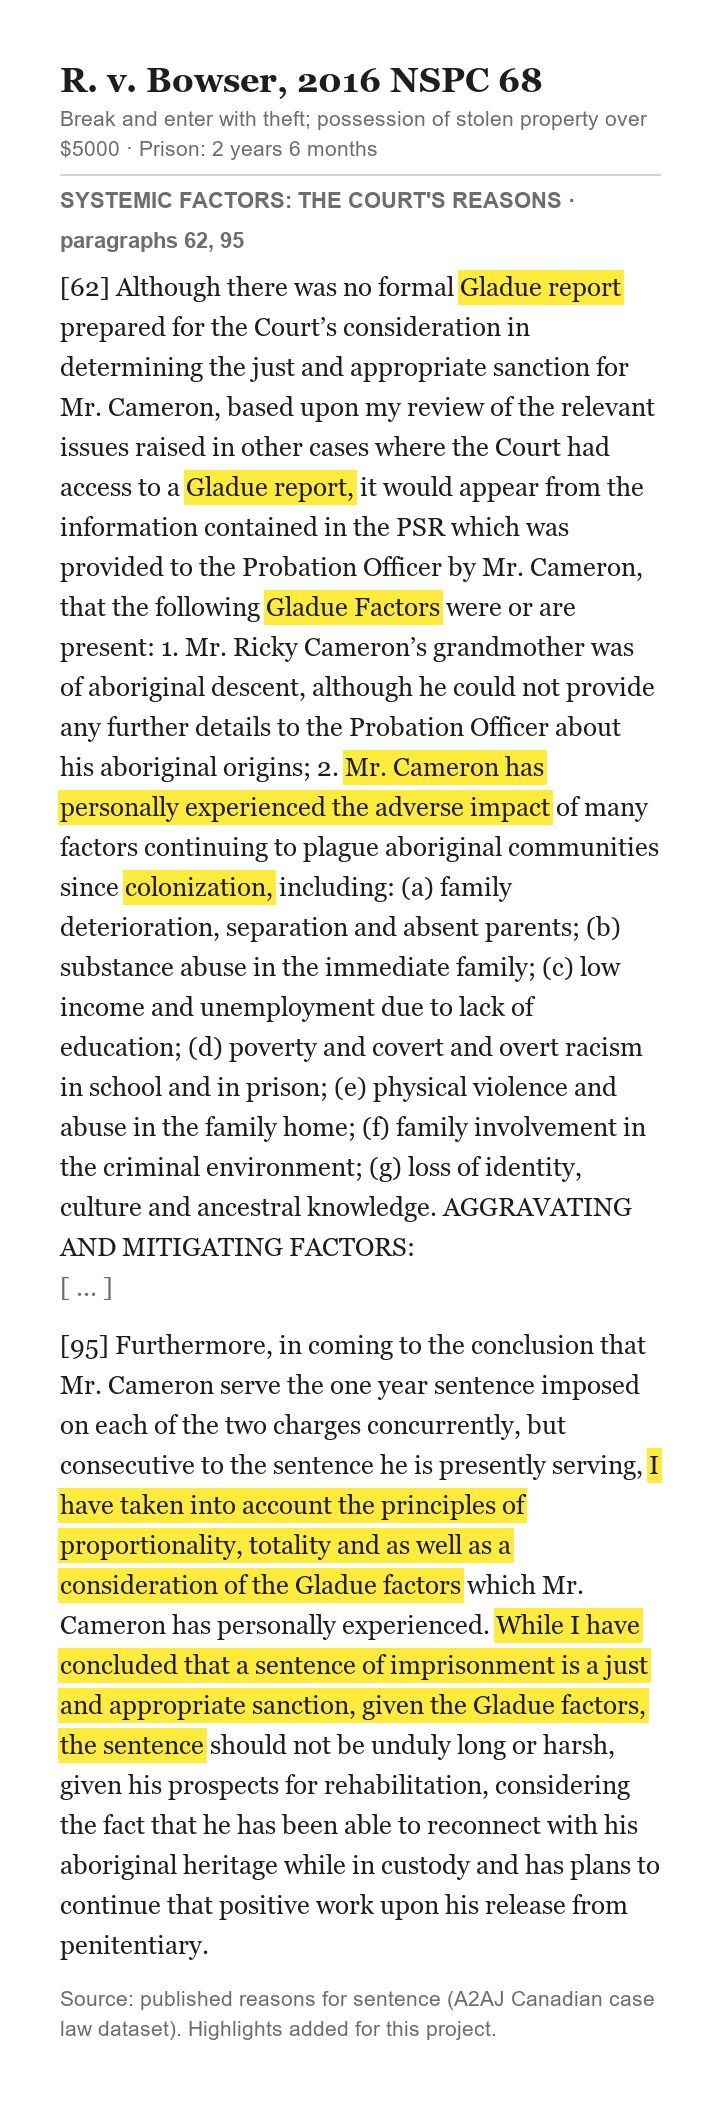 R. v. Bowser, 2016 NSPC 68
Break and enter with theft; possession of stolen property over
$5000 · Prison: 2 years 6 months
SYSTEMIC FACTORS: THE COURT'S REASONS ·
paragraphs 62, 95
[62] Although there was no formal Gladue report
prepared for the Court’s consideration in
determining the just and appropriate sanction for
Mr. Cameron, based upon my review of the relevant
issues raised in other cases where the Court had
access to a Gladue report, it would appear from the
information contained in the PSR which was
provided to the Probation Officer by Mr. Cameron,
that the following Gladue Factors were or are
present: 1. Mr. Ricky Cameron’s grandmother was
of aboriginal descent, although he could not provide
any further details to the Probation Officer about
his aboriginal origins; 2. Mr. Cameron has
personally experienced the adverse impact of many
factors continuing to plague aboriginal communities
since colonization, including: (a) family
deterioration, separation and absent parents; (b)
substance abuse in the immediate family; (c) low
income and unemployment due to lack of
education; (d) poverty and covert and overt racism
in school and in prison; (e) physical violence and
abuse in the family home; (f) family involvement in
the criminal environment; (g) loss of identity,
culture and ancestral knowledge. AGGRAVATING
AND MITIGATING FACTORS:
[ ... ]
[95] Furthermore, in coming to the conclusion that
Mr. Cameron serve the one year sentence imposed
on each of the two charges concurrently, but
consecutive to the sentence he is presently serving, I
have taken into account the principles of
proportionality, totality and as well as a
consideration of the Gladue factors which Mr.
Cameron has personally experienced. While I have
concluded that a sentence of imprisonment is a just
and appropriate sanction, given the Gladue factors,
the sentence should not be unduly long or harsh,
given his prospects for rehabilitation, considering
the fact that he has been able to reconnect with his
aboriginal heritage while in custody and has plans to
continue that positive work upon his release from
penitentiary.
Source: published reasons for sentence (A2AJ Canadian case
law dataset). Highlights added for this project.